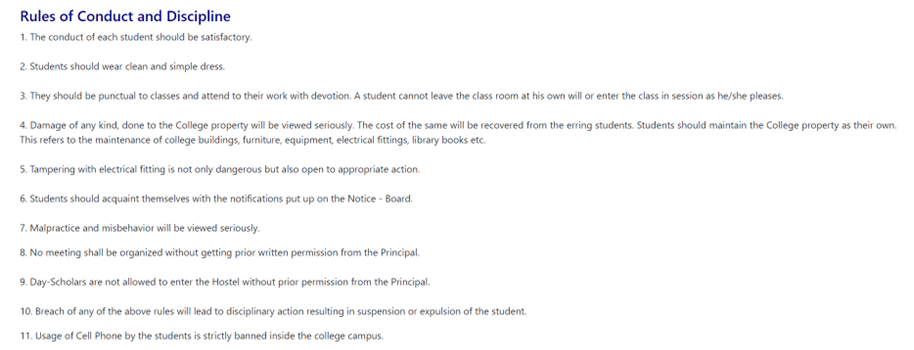 Rules of Conduct and Discipline
1. The conduct of each student should be satisfactory.
2. Students should wear clean and simple dress.
3. They should be punctual to classes and attend to their work with devotion. A student cannot leave the class room at his own will or enter the class in session as he/she pleases.
4. Damage of any kind, done to the College property will be viewed seriously. The cost of the same will be recovered from the erring students. Students should maintain the College property as their own.
This refers to the maintenance of college buildings, furniture, equipment, electrical fittings, library books etc.
5. Tampering with electrical fitting is not only dangerous but also open to appropriate action.
6. Students should acquaint themselves with the notifications put up on the Notice - Board.
7. Malpractice and misbehavior will be viewed seriously.
8. No meeting shall be organized without getting prior written permission from the Principal.
9. Day-Scholars are not allowed to enter the Hostel without prior permission from the Principal.
10. Breach of any of the above rules will lead to disciplinary action resulting in suspension or expulsion of the student.
11. Usage of Cell Phone by the students is strictly banned inside the college campus.